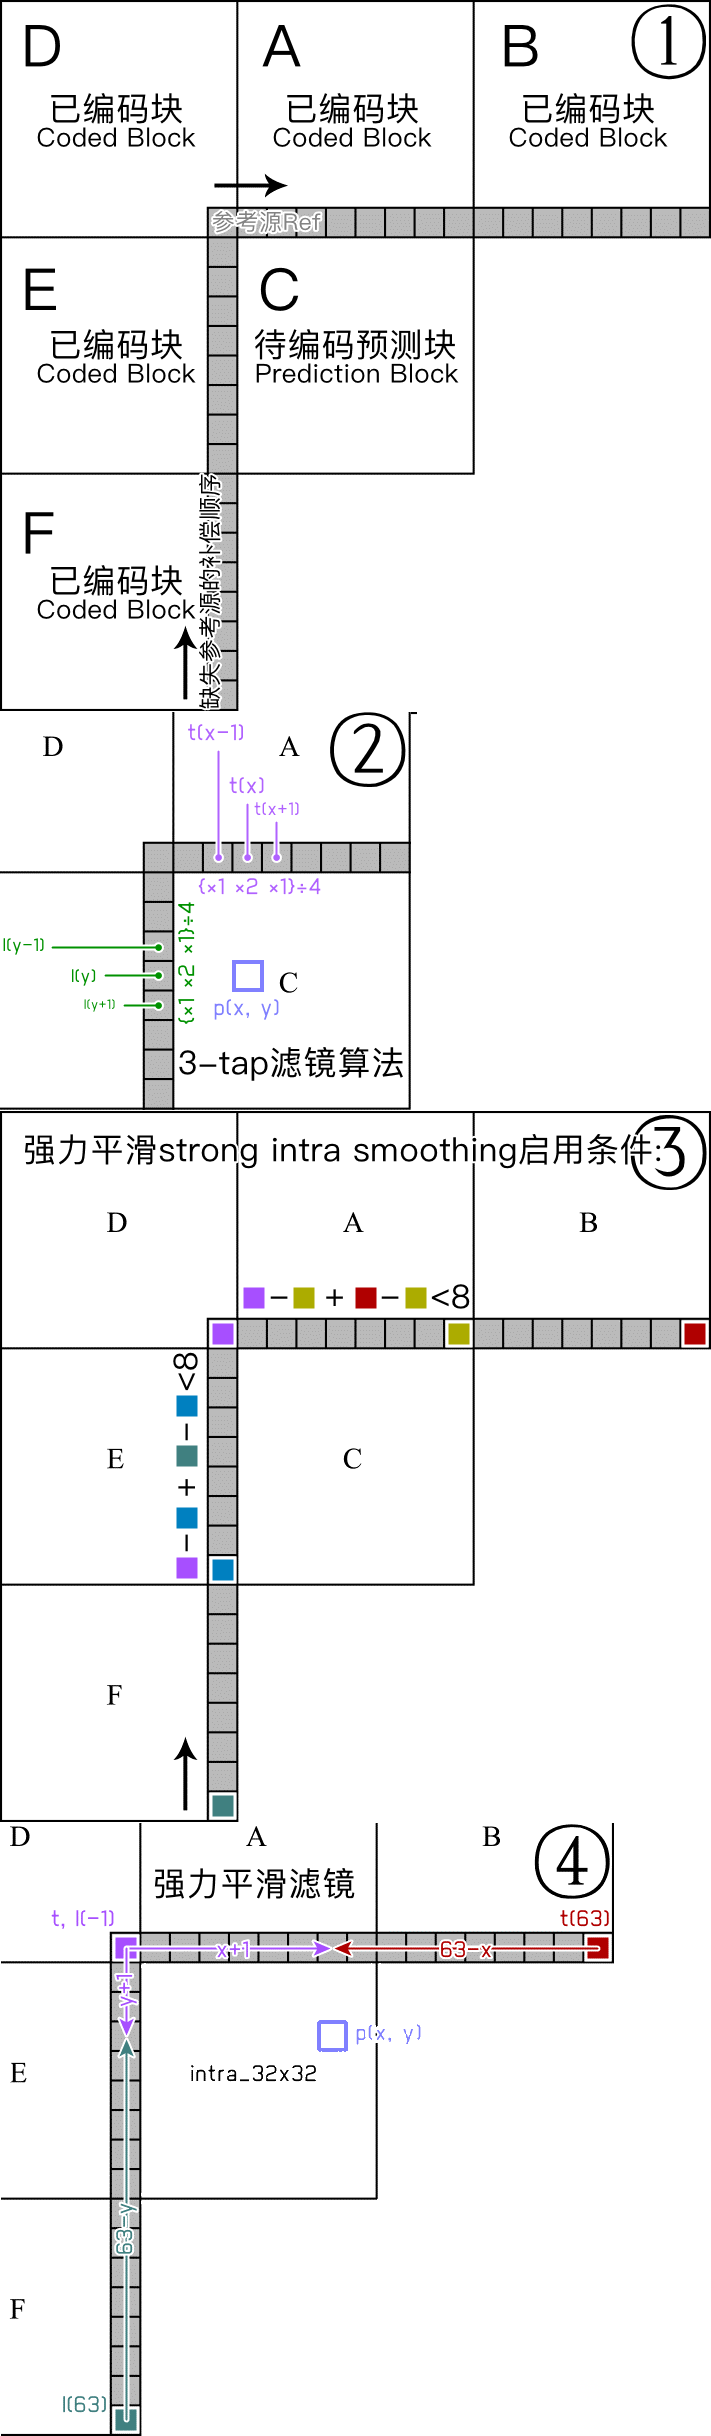 D
A
B
①
已编码块
Coded Block
已编码块
Coded Block
已编码块
Coded Block
参考源Ref
E
C
已编码块
Coded Block
待编码预测块
Prediction Block
F
已编码块
Coded Block
缺失参考源的补偿顺序
D
A
②
t(x-1)
t(x)
t(x+1)
{×1 ×2 ×1}÷4
l(y-1)
l(y)
l(y+1)
{×1 ×2 ×1}÷4
C
p(x, y)
3-tap滤镜算法
强力平滑strong intra smoothing启用条件:
③
D
A
B
- + - <8
- + - <8
E
C
F
D
A
B
④
强力平滑滤镜
t, l(-1)
t(63)
x+1
63-x
y+1
p(x, y)
E
intra_32x32
63-y
F
l(63)